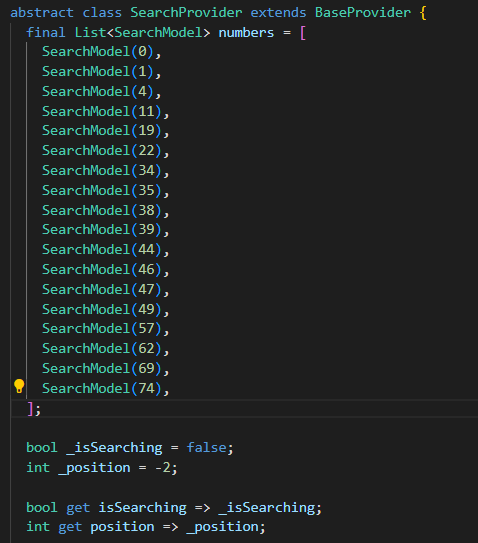 abstract class SearchProvider extends BaseProvider {
  final List<SearchModel> numbers = [
    SearchModel(0),
    SearchModel(1),
    SearchModel(4),
    SearchModel(11),
    SearchModel(19),
    SearchModel(22),
    SearchModel(34),
    SearchModel(35),
    SearchModel(38),
    SearchModel(39),
    SearchModel(44),
    SearchModel(46),
    SearchModel(47),
    SearchModel(49),
    SearchModel(57),
    SearchModel(62),
    SearchModel(69),
    SearchModel(74),
  ];
  bool _isSearching = false;
  int _position = -2;
  bool get isSearching => _isSearching;
  int get position => _position;